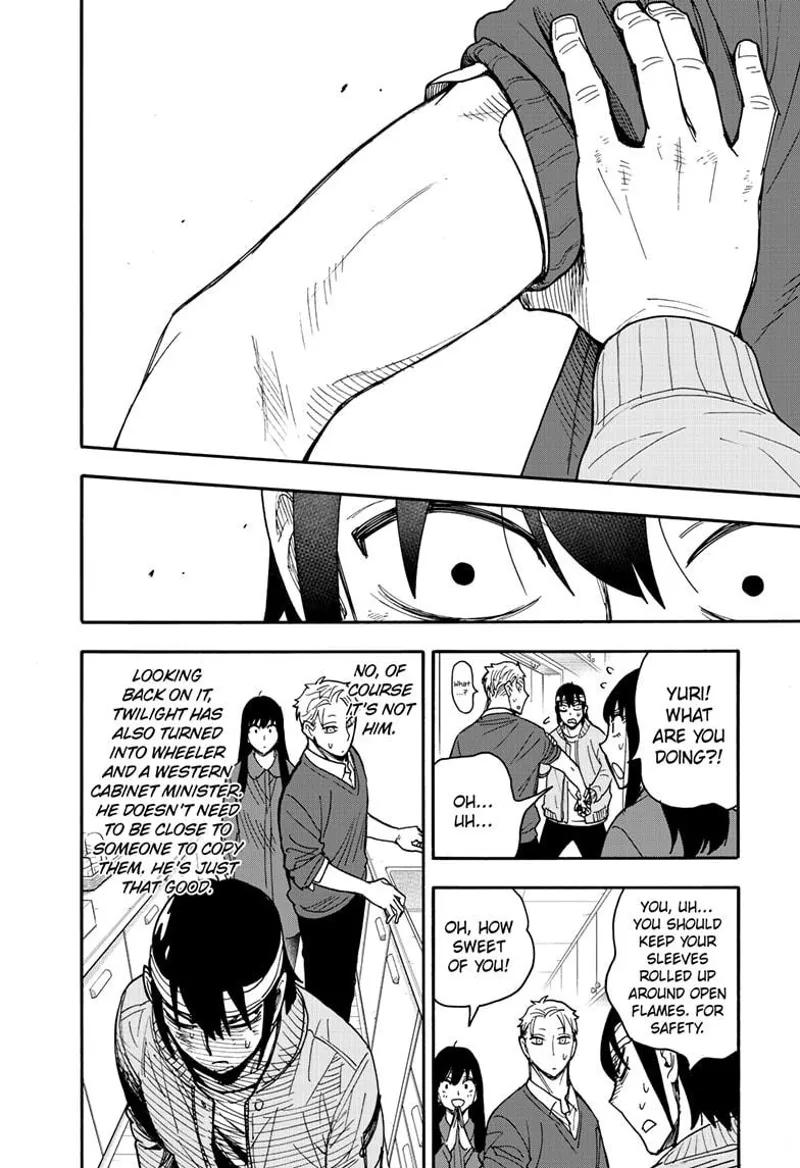 YURI!
WHAT
ARE YOU
DOING?!
What
...?
OH...
UH...
YOU, UH...
YOU SHOULD
KEEP YOUR
SLEEVES
ROLLED UP
AROUND OPEN
FLAMES. FOR
SAFETY.
OH, HOW
SWEET
OF YOU!
NO, OF
COURSE
IT'S NOT
HIM.
LOOKING
BACK ON IT,
TWILIGHT HAS
ALSO TURNED
INTO WHEELER
AND A WESTERN
CABINET MINISTER.
HE DOESN'T NEED
TO BE CLOSE TO
SOMEONE TO COPY
THEM. HE'S JUST
THAT GOOD.